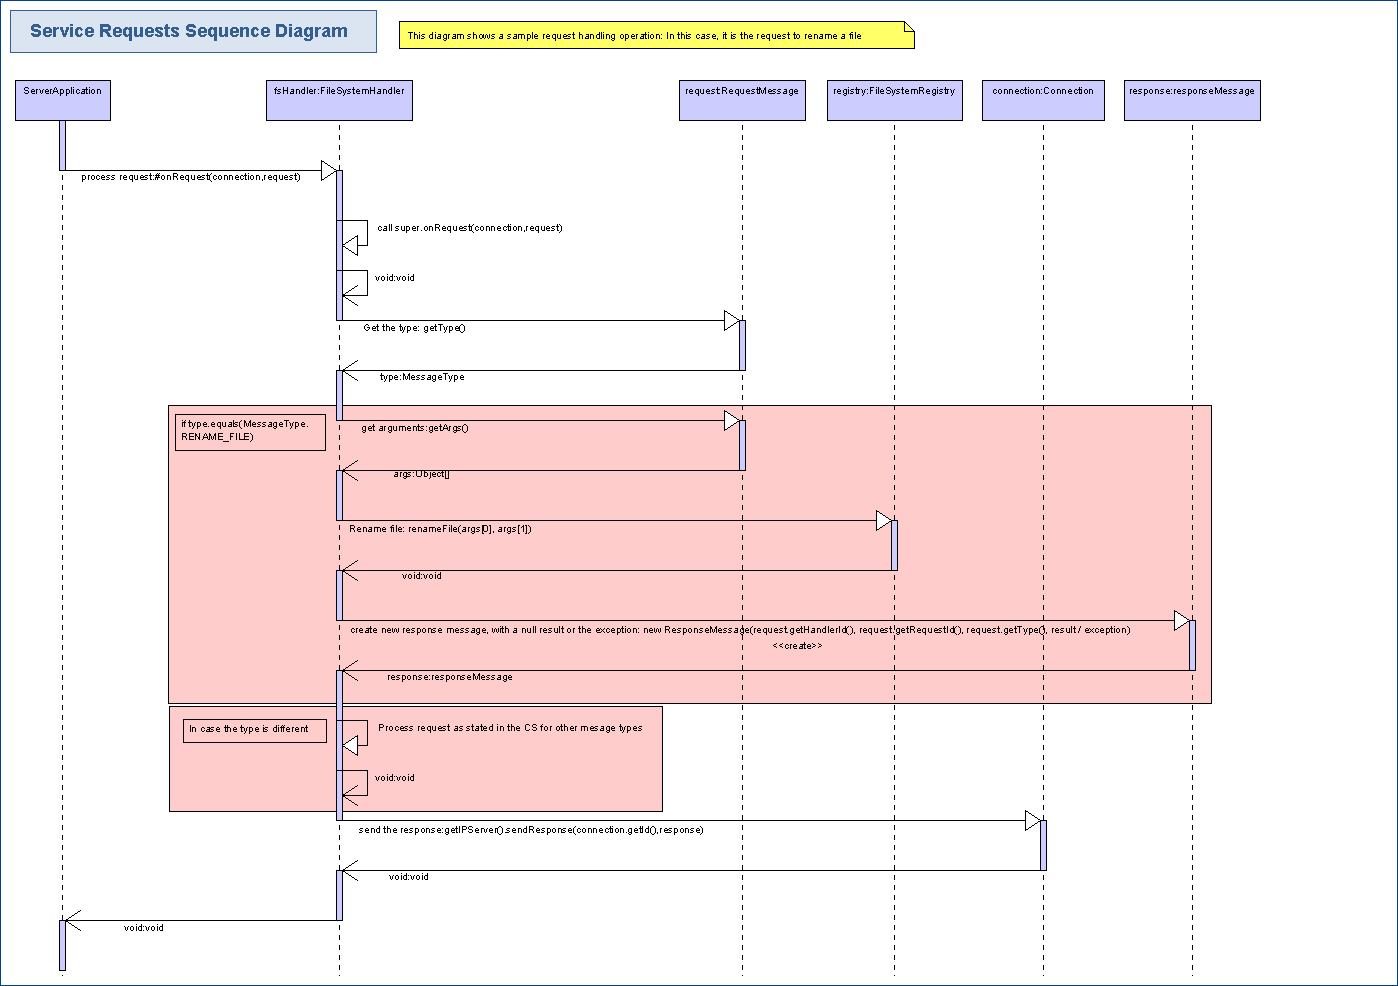 Service Requests Sequence Diagram
This diagram shows a sample request handling operation: In this case, it is the request to rename a file
ServerApplication
fsHandler:FileSystemHandler
request:RequestMessage
registry:FileSystemRegistry
connection:Connection
response:responseMessage
process request:#onRequest(connection,request)
call super.onRequest(connection,request)
void:void
Get the type: getType()
type:MessageType
if type.equals(MessageType.
RENAME_FILE)
get arguments:getArgs()
args:Object[]
Rename file: renameFile(args[0], args[1])
void:void
create new response message, with a null result or the exception: new ResponseMessage(request.getHandlerId(), request.getRequestId(), request.getType(), result / exception)
<<create>>
response:responseMessage
In case the type is different
Process request as stated in the CS for other mesage types
void:void
send the response:getIPServer().sendResponse(connection.getId(),response)
void:void
void:void